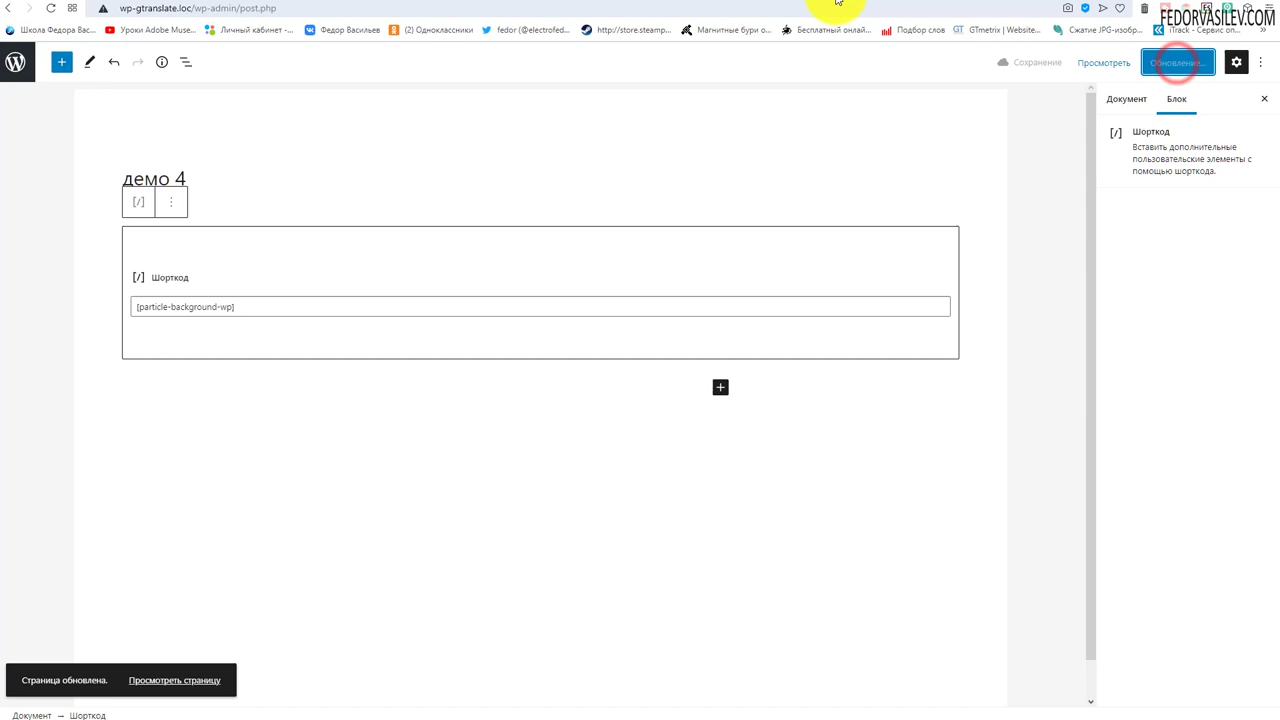 wp-gtranslate.loc/wp-admin/post.php
FEDORVASILEV.COM
Школа Федора Вас... Уроки Adobe Muse... Личный кабинет -... Федор Васильев (2) Одноклассники fedor (@electrofed... http://store.steamp... Магнитные бури о... Бесплатный онлай... Подбор слов GTmetrix | Website... Сжатие JPG-изобр... iTrack - Сервис оп... »
Сохранение Просмотреть Обновление...
Документ Блок
[/] Шорткод
Вставить дополнительные
пользовательские элементы с
помощью шорткода.
демо 4
[/]
[/] Шорткод
[particle-background-wp]
Страница обновлена. Просмотреть страницу
Документ → Шорткод